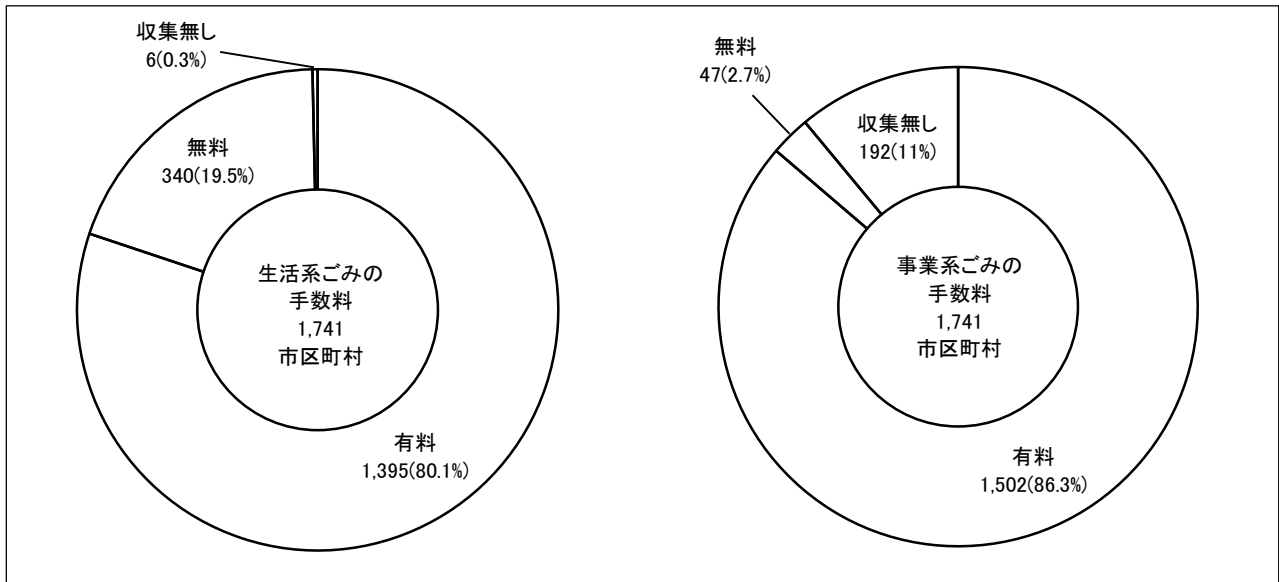 収集無し
6(0.3%)
無料
340(19.5%)
生活系ごみの
手数料
1,741
市区町村
有料
1,395(80.1%)
無料
47(2.7%)
収集無し
192(11%)
事業系ごみの
手数料
1,741
市区町村
有料
1,502(86.3%)